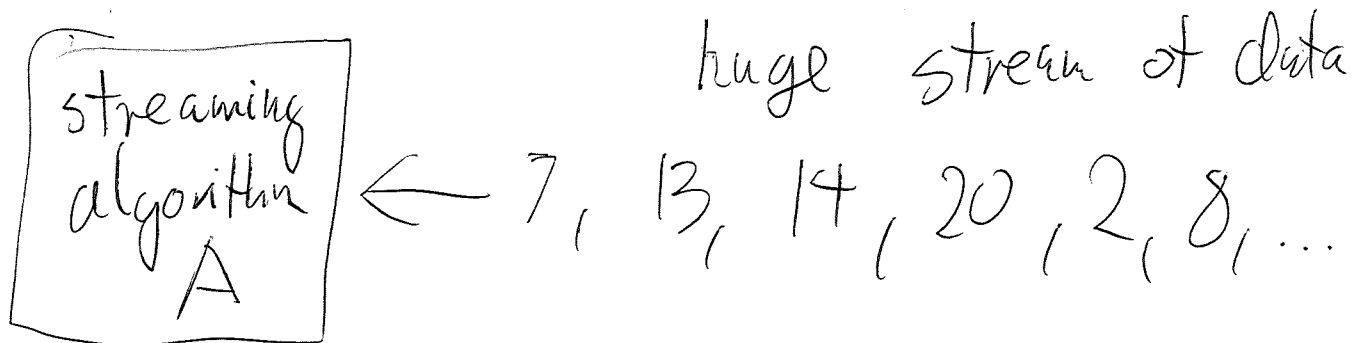 huge stream of data
streaming
algorithm
A
7, 13, 14, 20, 2, 8, ...